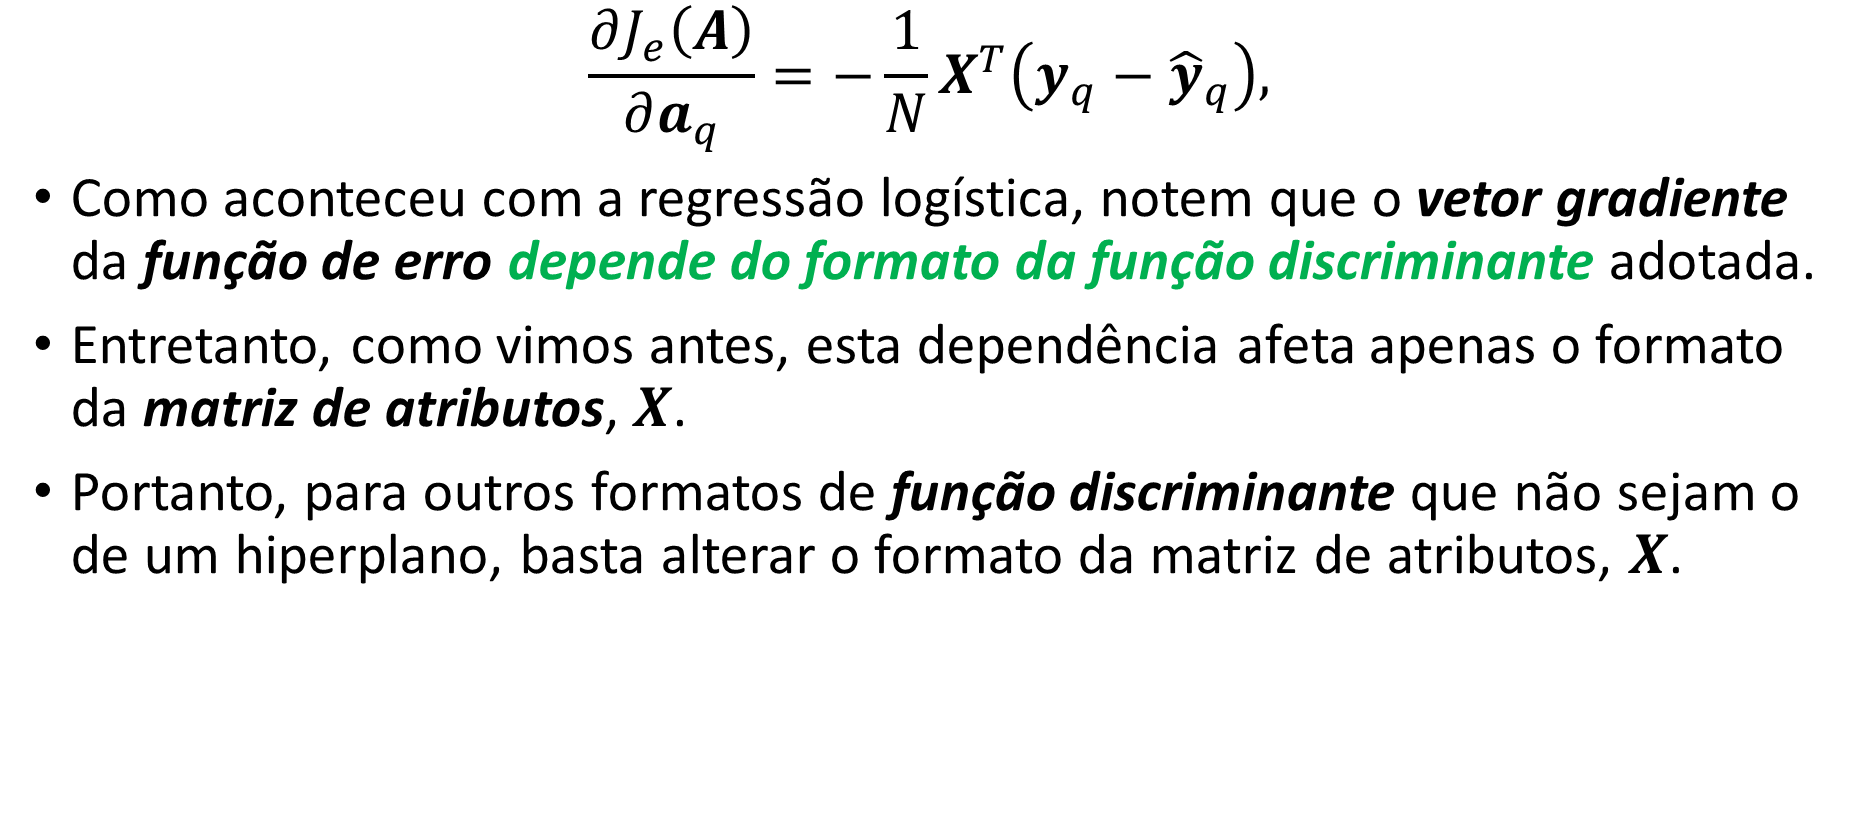 ∂Jₑ(A)/∂a_q = −1/N Xᵀ(y_q − ŷ_q),
• Como aconteceu com a regressão logística, notem que o vetor gradiente
da função de erro depende do formato da função discriminante adotada.
• Entretanto, como vimos antes, esta dependência afeta apenas o formato
da matriz de atributos, X.
• Portanto, para outros formatos de função discriminante que não sejam o
de um hiperplano, basta alterar o formato da matriz de atributos, X.